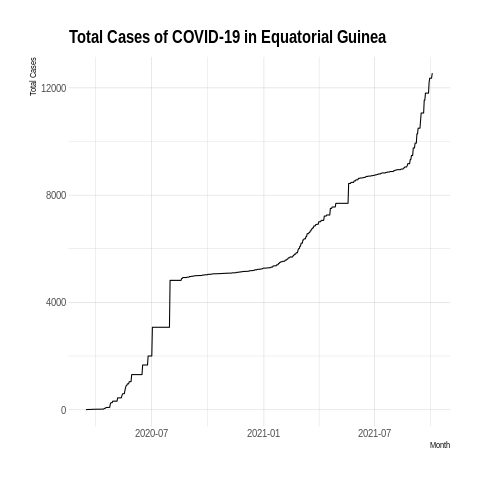 Total Cases of COVID-19 in Equatorial Guinea
Total Cases
12000
8000
4000
0
2020-07 2021-01 2021-07
Month